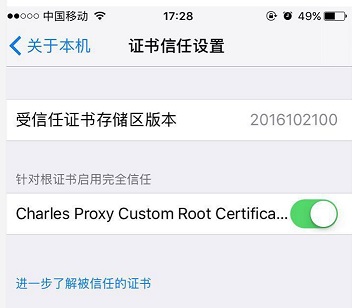 中国移动 17:28 49%
关于本机 证书信任设置
受信任证书存储区版本 2016102100
针对根证书启用完全信任
Charles Proxy Custom Root Certifica...
进一步了解被信任的证书